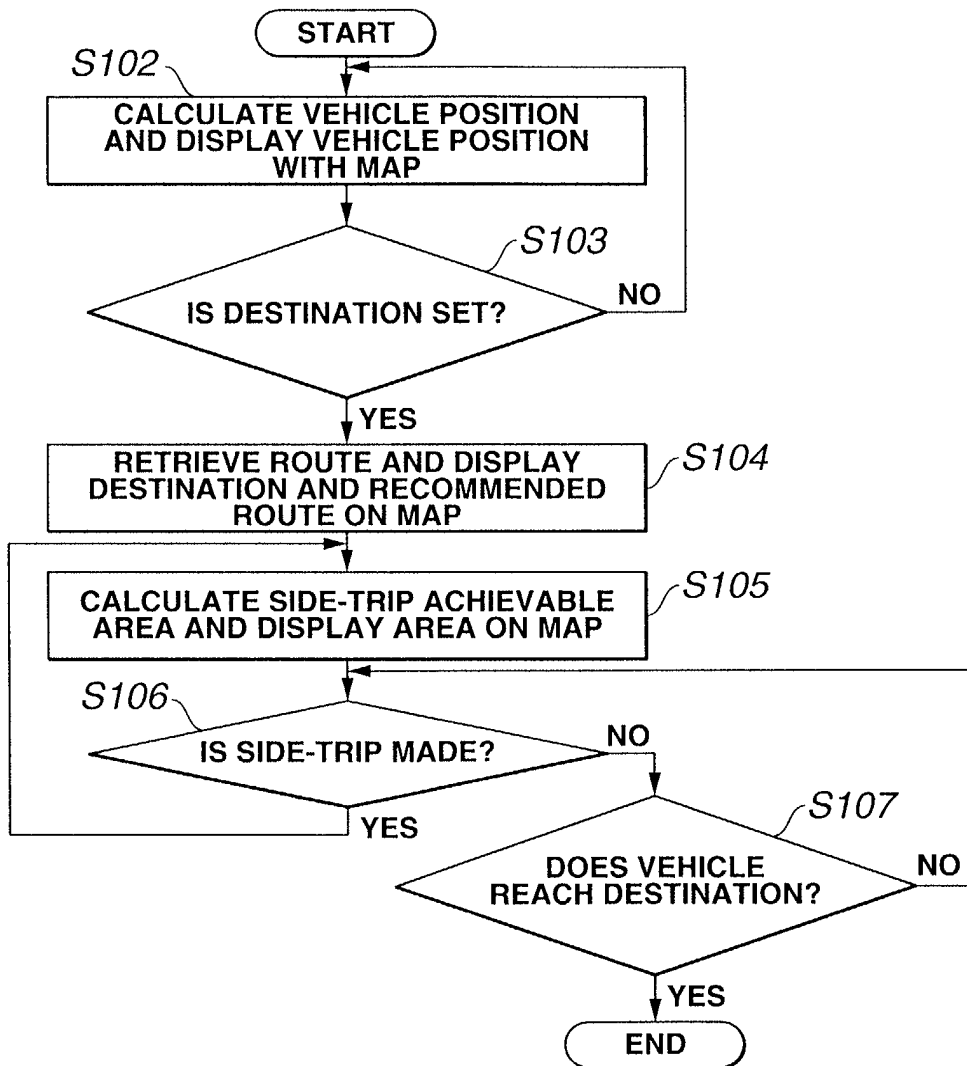 START
S102
CALCULATE VEHICLE POSITION
AND DISPLAY VEHICLE POSITION
WITH MAP
S103
IS DESTINATION SET?
NO
YES
RETRIEVE ROUTE AND DISPLAY
DESTINATION AND RECOMMENDED
ROUTE ON MAP
S104
CALCULATE SIDE-TRIP ACHIEVABLE
AREA AND DISPLAY AREA ON MAP
S105
S106
IS SIDE-TRIP MADE?
NO
YES
S107
DOES VEHICLE
REACH DESTINATION?
NO
YES
END